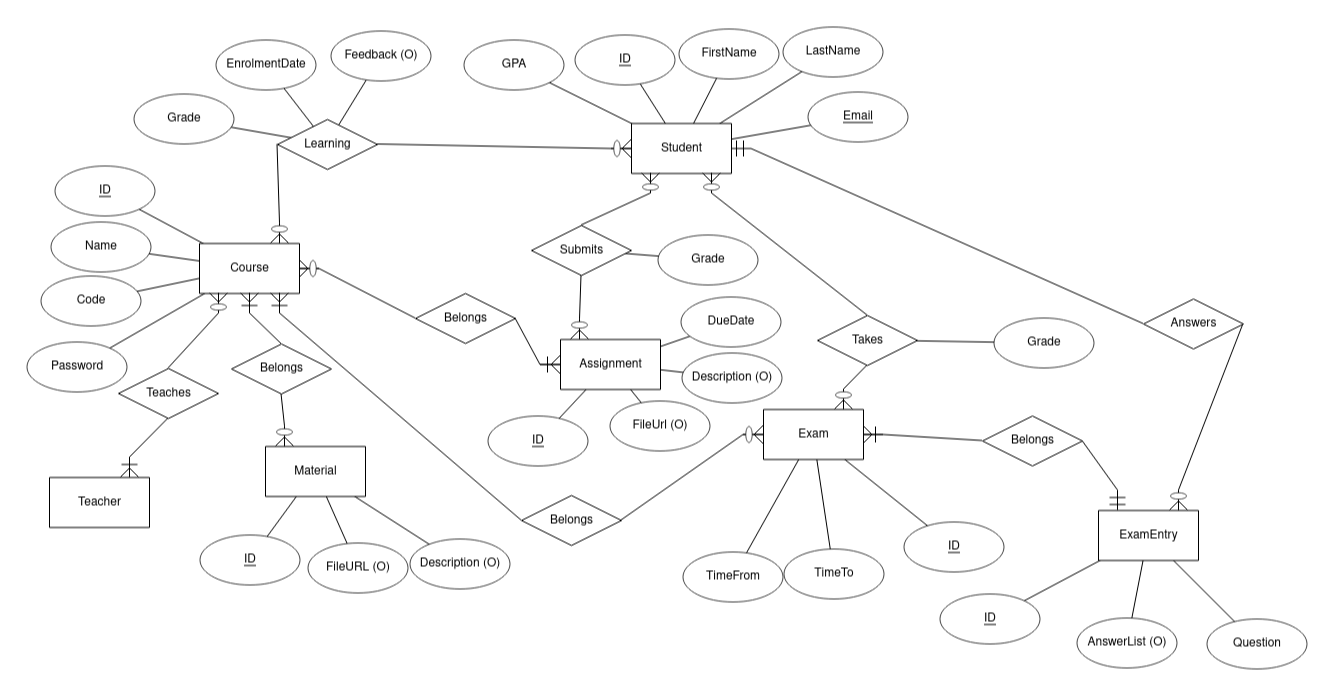 EnrolmentDate
Feedback (O)
GPA
ID
FirstName
LastName
Grade
Email
Learning
Student
ID
Name
Submits
Grade
Course
Code
Belongs
DueDate
Answers
Password
Belongs
Assignment
Takes
Grade
Teaches
Description (O)
ID
FileUrl (O)
Exam
Belongs
Material
Teacher
Belongs
ExamEntry
ID
FileURL (O)
Description (O)
TimeFrom
TimeTo
ID
ID
AnswerList (O)
Question